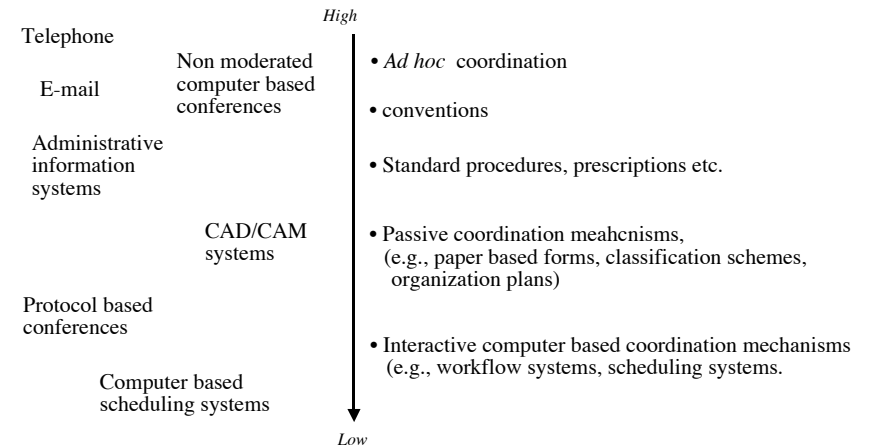 High
Telephone
Non moderated
computer based
conferences
E-mail
Administrative
information
systems
CAD/CAM
systems
Protocol based
conferences
Computer based
scheduling systems
• Ad hoc coordination
• conventions
• Standard procedures, prescriptions etc.
• Passive coordination meahcnisms,
(e.g., paper based forms, classification schemes,
organization plans)
• Interactive computer based coordination mechanisms
(e.g., workflow systems, scheduling systems.
Low